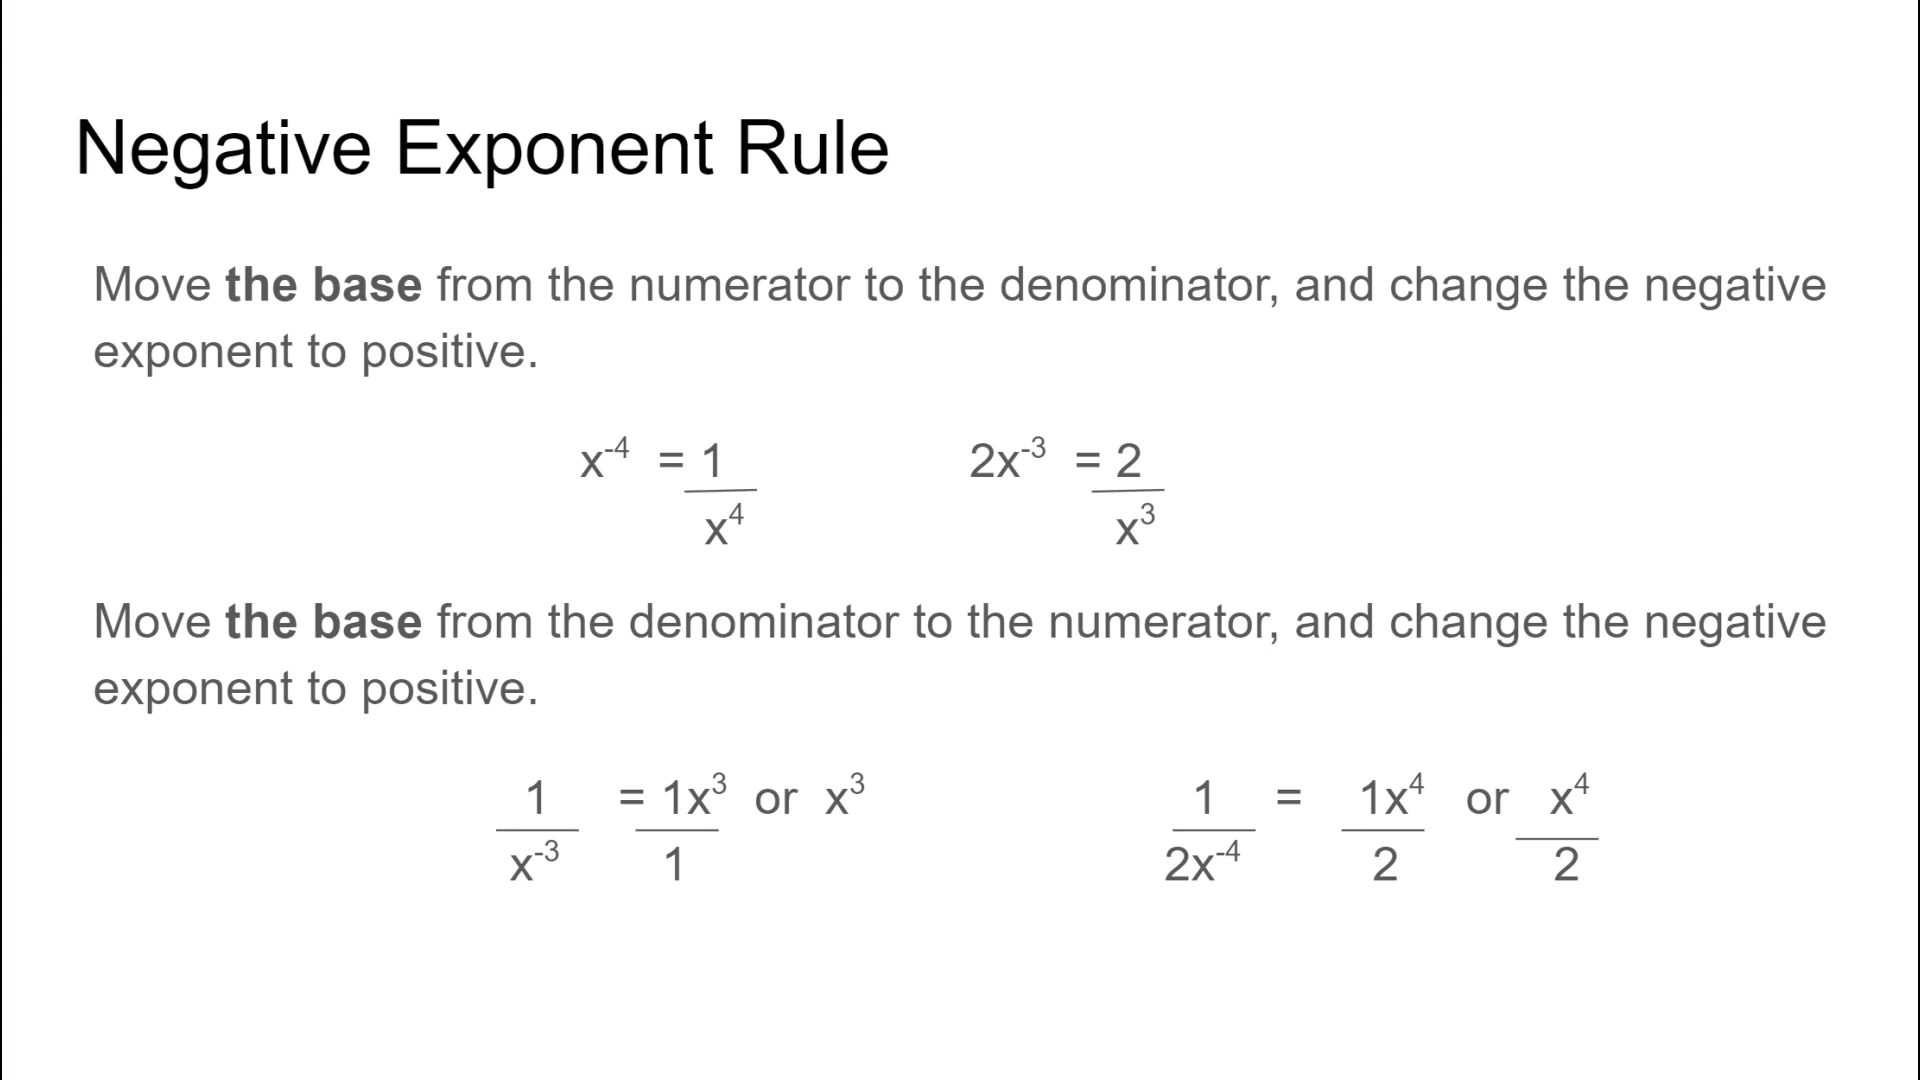 Negative Exponent Rule
Move the base from the numerator to the denominator, and change the negative
exponent to positive.
x⁻⁴ = 1 2x⁻³ = 2
x⁴ x³
Move the base from the denominator to the numerator, and change the negative
exponent to positive.
1 = 1x³ or x³ 1 = 1x⁴ or x⁴
x⁻³ 1 2x⁻⁴ 2 2